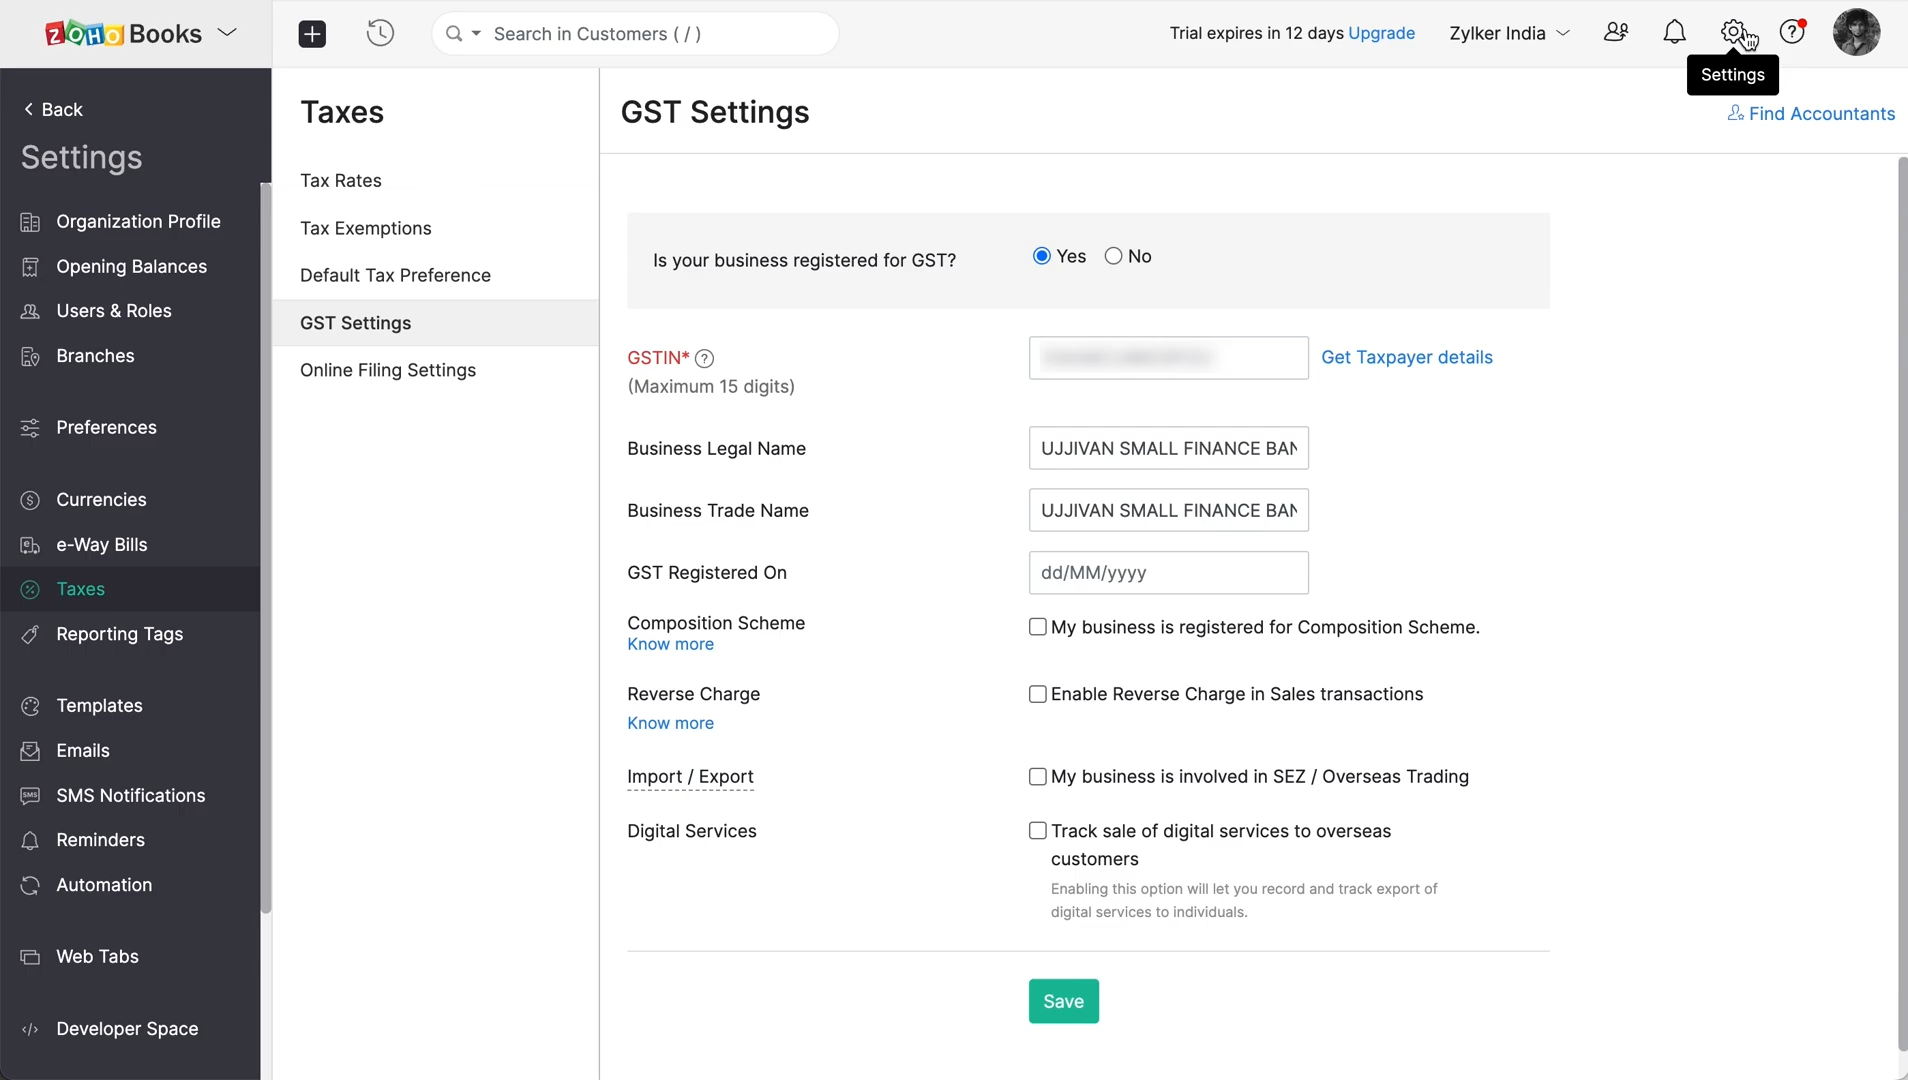 ZOHO Books
Search in Customers ( / )
Trial expires in 12 days Upgrade
Zylker India
Settings
Back
Settings
Organization Profile
Opening Balances
Users & Roles
Branches
Preferences
Currencies
e-Way Bills
Taxes
Reporting Tags
Templates
Emails
SMS Notifications
Reminders
Automation
Web Tabs
Developer Space
Taxes
Tax Rates
Tax Exemptions
Default Tax Preference
GST Settings
Online Filing Settings
GST Settings
Find Accountants
Is your business registered for GST?
Yes No
GSTIN*
Get Taxpayer details
(Maximum 15 digits)
Business Legal Name
UJJIVAN SMALL FINANCE BAN
Business Trade Name
UJJIVAN SMALL FINANCE BAN
GST Registered On
dd/MM/yyyy
Composition Scheme
Know more
My business is registered for Composition Scheme.
Reverse Charge
Know more
Enable Reverse Charge in Sales transactions
Import / Export
My business is involved in SEZ / Overseas Trading
Digital Services
Track sale of digital services to overseas
customers
Enabling this option will let you record and track export of
digital services to individuals.
Save